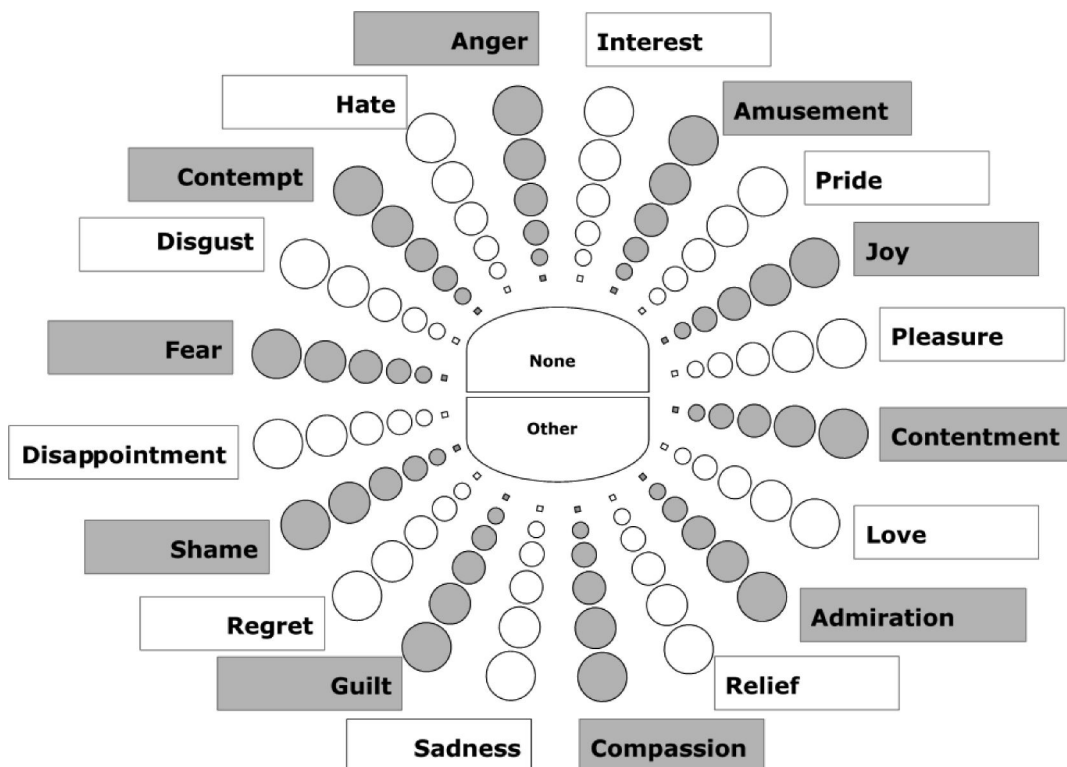 Anger
Interest
Hate
Amusement
Contempt
Pride
Disgust
Joy
Fear
Pleasure
None
Other
Disappointment
Contentment
Shame
Love
Regret
Admiration
Guilt
Relief
Sadness
Compassion